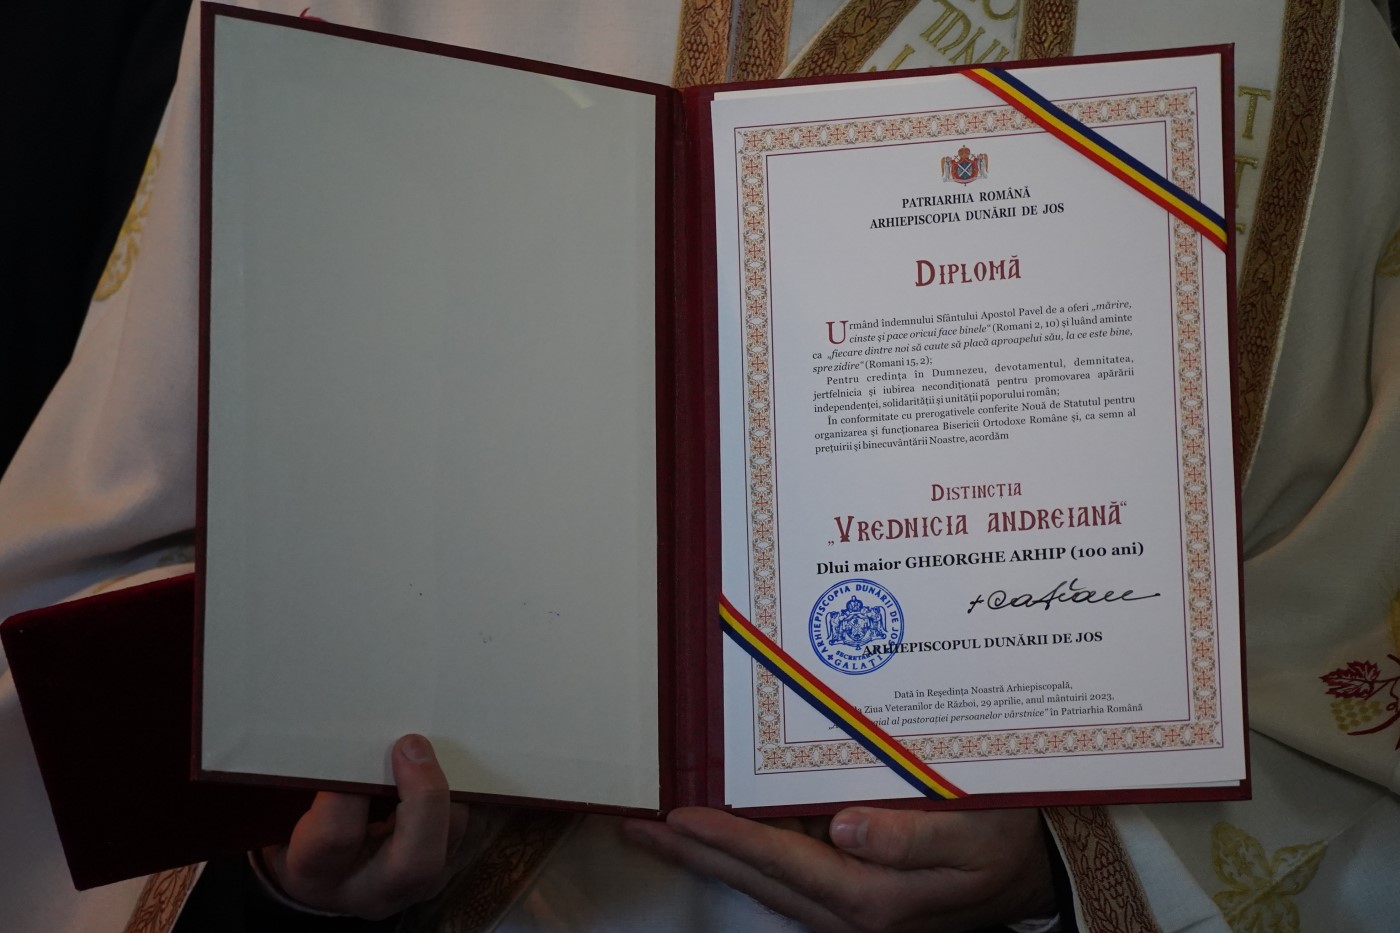 PATRIARHIA ROMÂNĂ
ARHIEPISCOPIA DUNĂRII DE JOS
DIPLOMĂ
Urmând îndemnului Sfântului Apostol Pavel de a oferi „mărire,
cinste și pace oricui face binele“ (Romani 2, 10) și luând aminte
ca „fiecare dintre noi să caute să placă aproapelui său, la ce este bine,
spre zidire“ (Romani 15, 2);
Pentru credința în Dumnezeu, devotamentul, demnitatea,
jertfelnicia și iubirea necondiționată pentru promovarea apărării
independenței, solidarității și unității poporului român;
În conformitate cu prerogativele conferite Nouă de Statutul pentru
organizarea și funcționarea Bisericii Ortodoxe Române și, ca semn al
prețuirii și binecuvântării Noastre, acordăm
DISTINCȚIA
„VREDNICIA ANDREIANĂ“
Dlui maior GHEORGHE ARHIP (100 ani)
ARHIEPISCOPIA DUNĂRII DE JOS
GALAȚI
+ Casian
ARHIEPISCOPUL DUNĂRII DE JOS
Dată în Reședința Noastră Arhiepiscopală,
Ziua Veteranilor de Război, 29 aprilie, anul mântuirii 2023,
al pastorației persoanelor vârstnice“ în Patriarhia Română